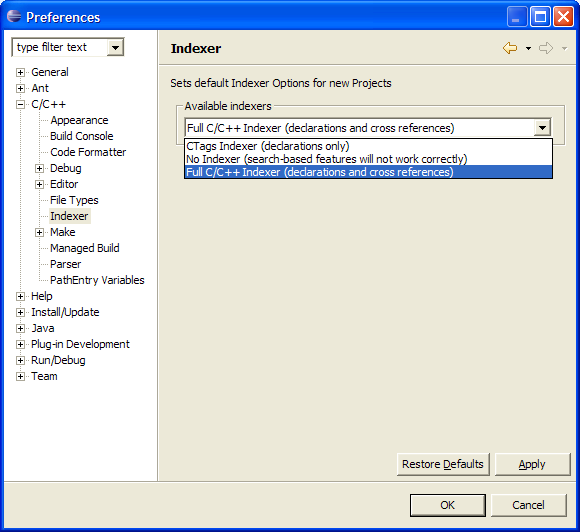 Preferences
type filter text
General
Ant
C/C++
Appearance
Build Console
Code Formatter
Debug
Editor
File Types
Indexer
Make
Managed Build
Parser
PathEntry Variables
Help
Install/Update
Java
Plug-in Development
Run/Debug
Team
Indexer
Sets default Indexer Options for new Projects
Available indexers
Full C/C++ Indexer (declarations and cross references)
CTags Indexer (declarations only)
No Indexer (search-based features will not work correctly)
Full C/C++ Indexer (declarations and cross references)
Restore Defaults
Apply
OK
Cancel